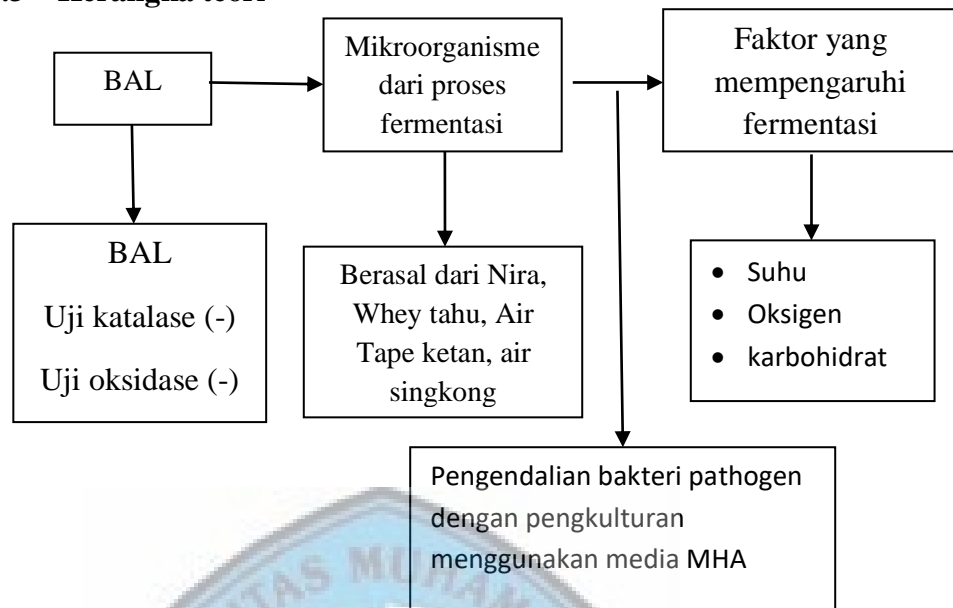 Kerangka teori
BAL
Mikroorganisme
dari proses
fermentasi
Faktor yang
mempengaruhi
fermentasi
BAL
Uji katalase (-)
Uji oksidase (-)
Berasal dari Nira,
Whey tahu, Air
Tape ketan, air
singkong
• Suhu
• Oksigen
• karbohidrat
Pengendalian bakteri pathogen
dengan pengkulturan
menggunakan media MHA